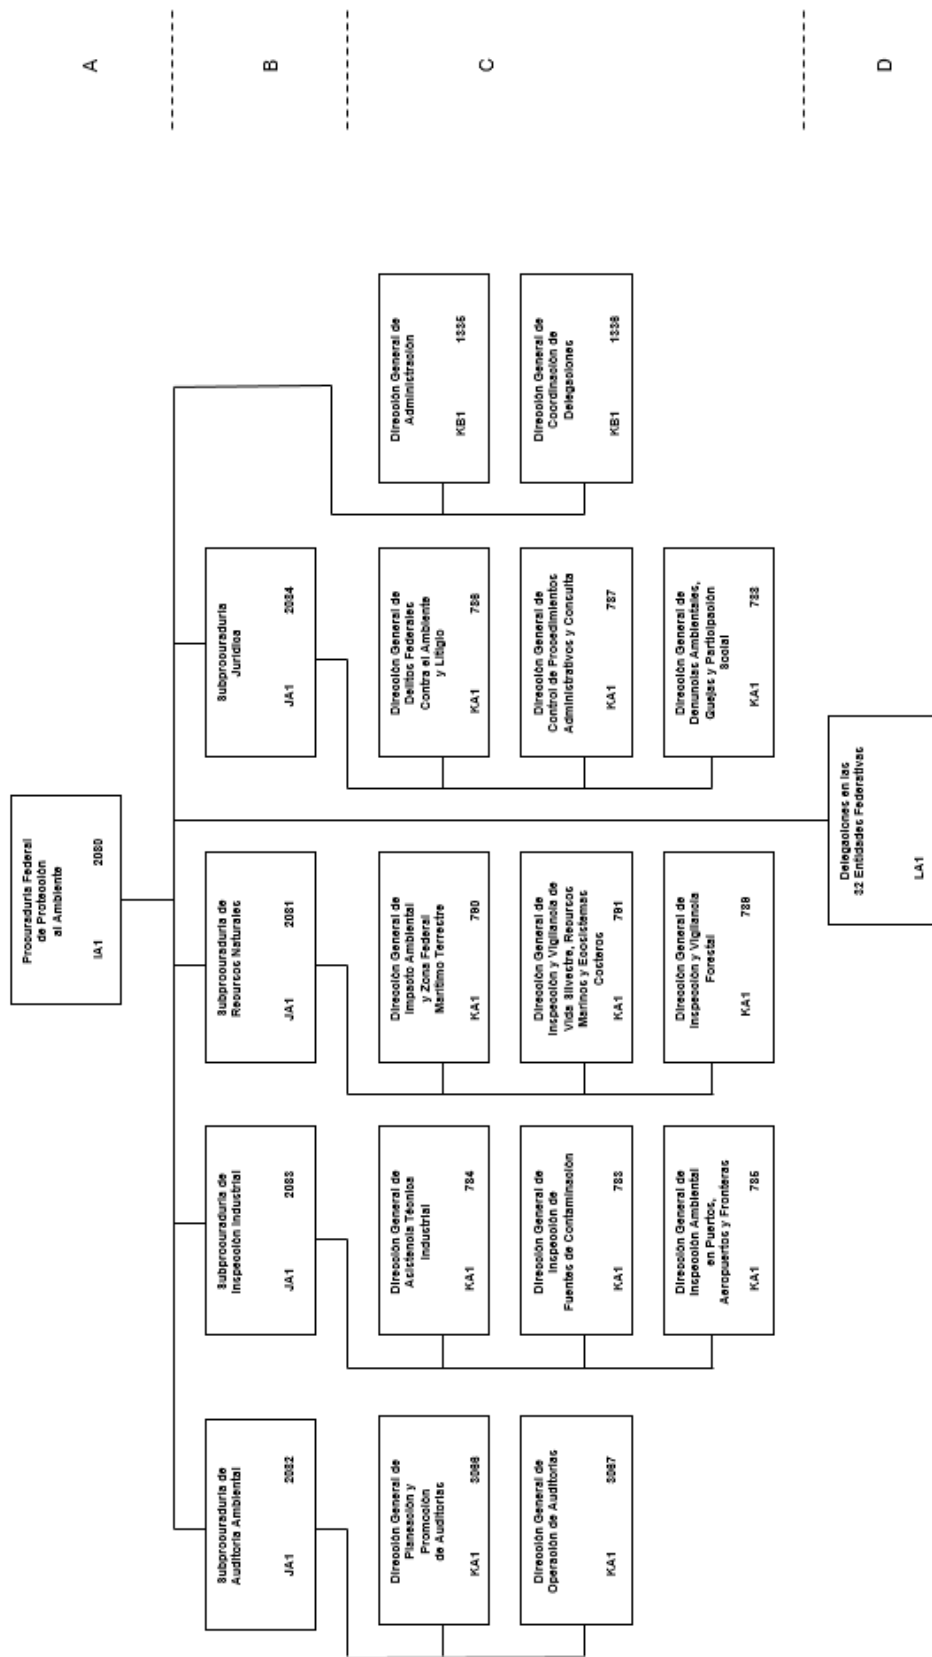 A
B
C
D
Procuraduría Federal
de Protección
al Ambiente
IA1 2080
Subprocuraduría de
Auditoría Ambiental
JA1 2082
Subprocuraduría de
Inspección Industrial
JA1 2083
Subprocuraduría de
Recursos Naturales
JA1 2081
Subprocuraduría
Jurídica
JA1 2084
Dirección General de
Planeación y
Promoción
de Auditorías
KA1 3066
Dirección General de
Asistencia Técnica
Industrial
KA1 784
Dirección General de
Impacto Ambiental
y Zona Federal
Marítimo Terrestre
KA1 790
Dirección General de
Delitos Federales
Contra el Ambiente
y Litigio
KA1 786
Dirección General de
Administración
KB1 1335
Dirección General de
Operación de Auditorías
KA1 3067
Dirección General de
Inspección de
Fuentes de Contaminación
KA1 783
Dirección General de
Inspección y Vigilancia de
Vida Silvestre, Recursos
Marinos y Ecosistemas
Costeros
KA1 791
Dirección General de
Control de Procedimientos
Administrativos y Consulta
KA1 787
Dirección General de
Coordinación de
Delegaciones
KB1 1336
Dirección General de
Inspección Ambiental
en Puertos,
Aeropuertos y Fronteras
KA1 785
Dirección General de
Inspección y Vigilancia
Forestal
KA1 789
Dirección General de
Denuncias Ambientales,
Quejas y Participación
Social
KA1 788
Delegaciones en las
32 Entidades Federativas
LA1